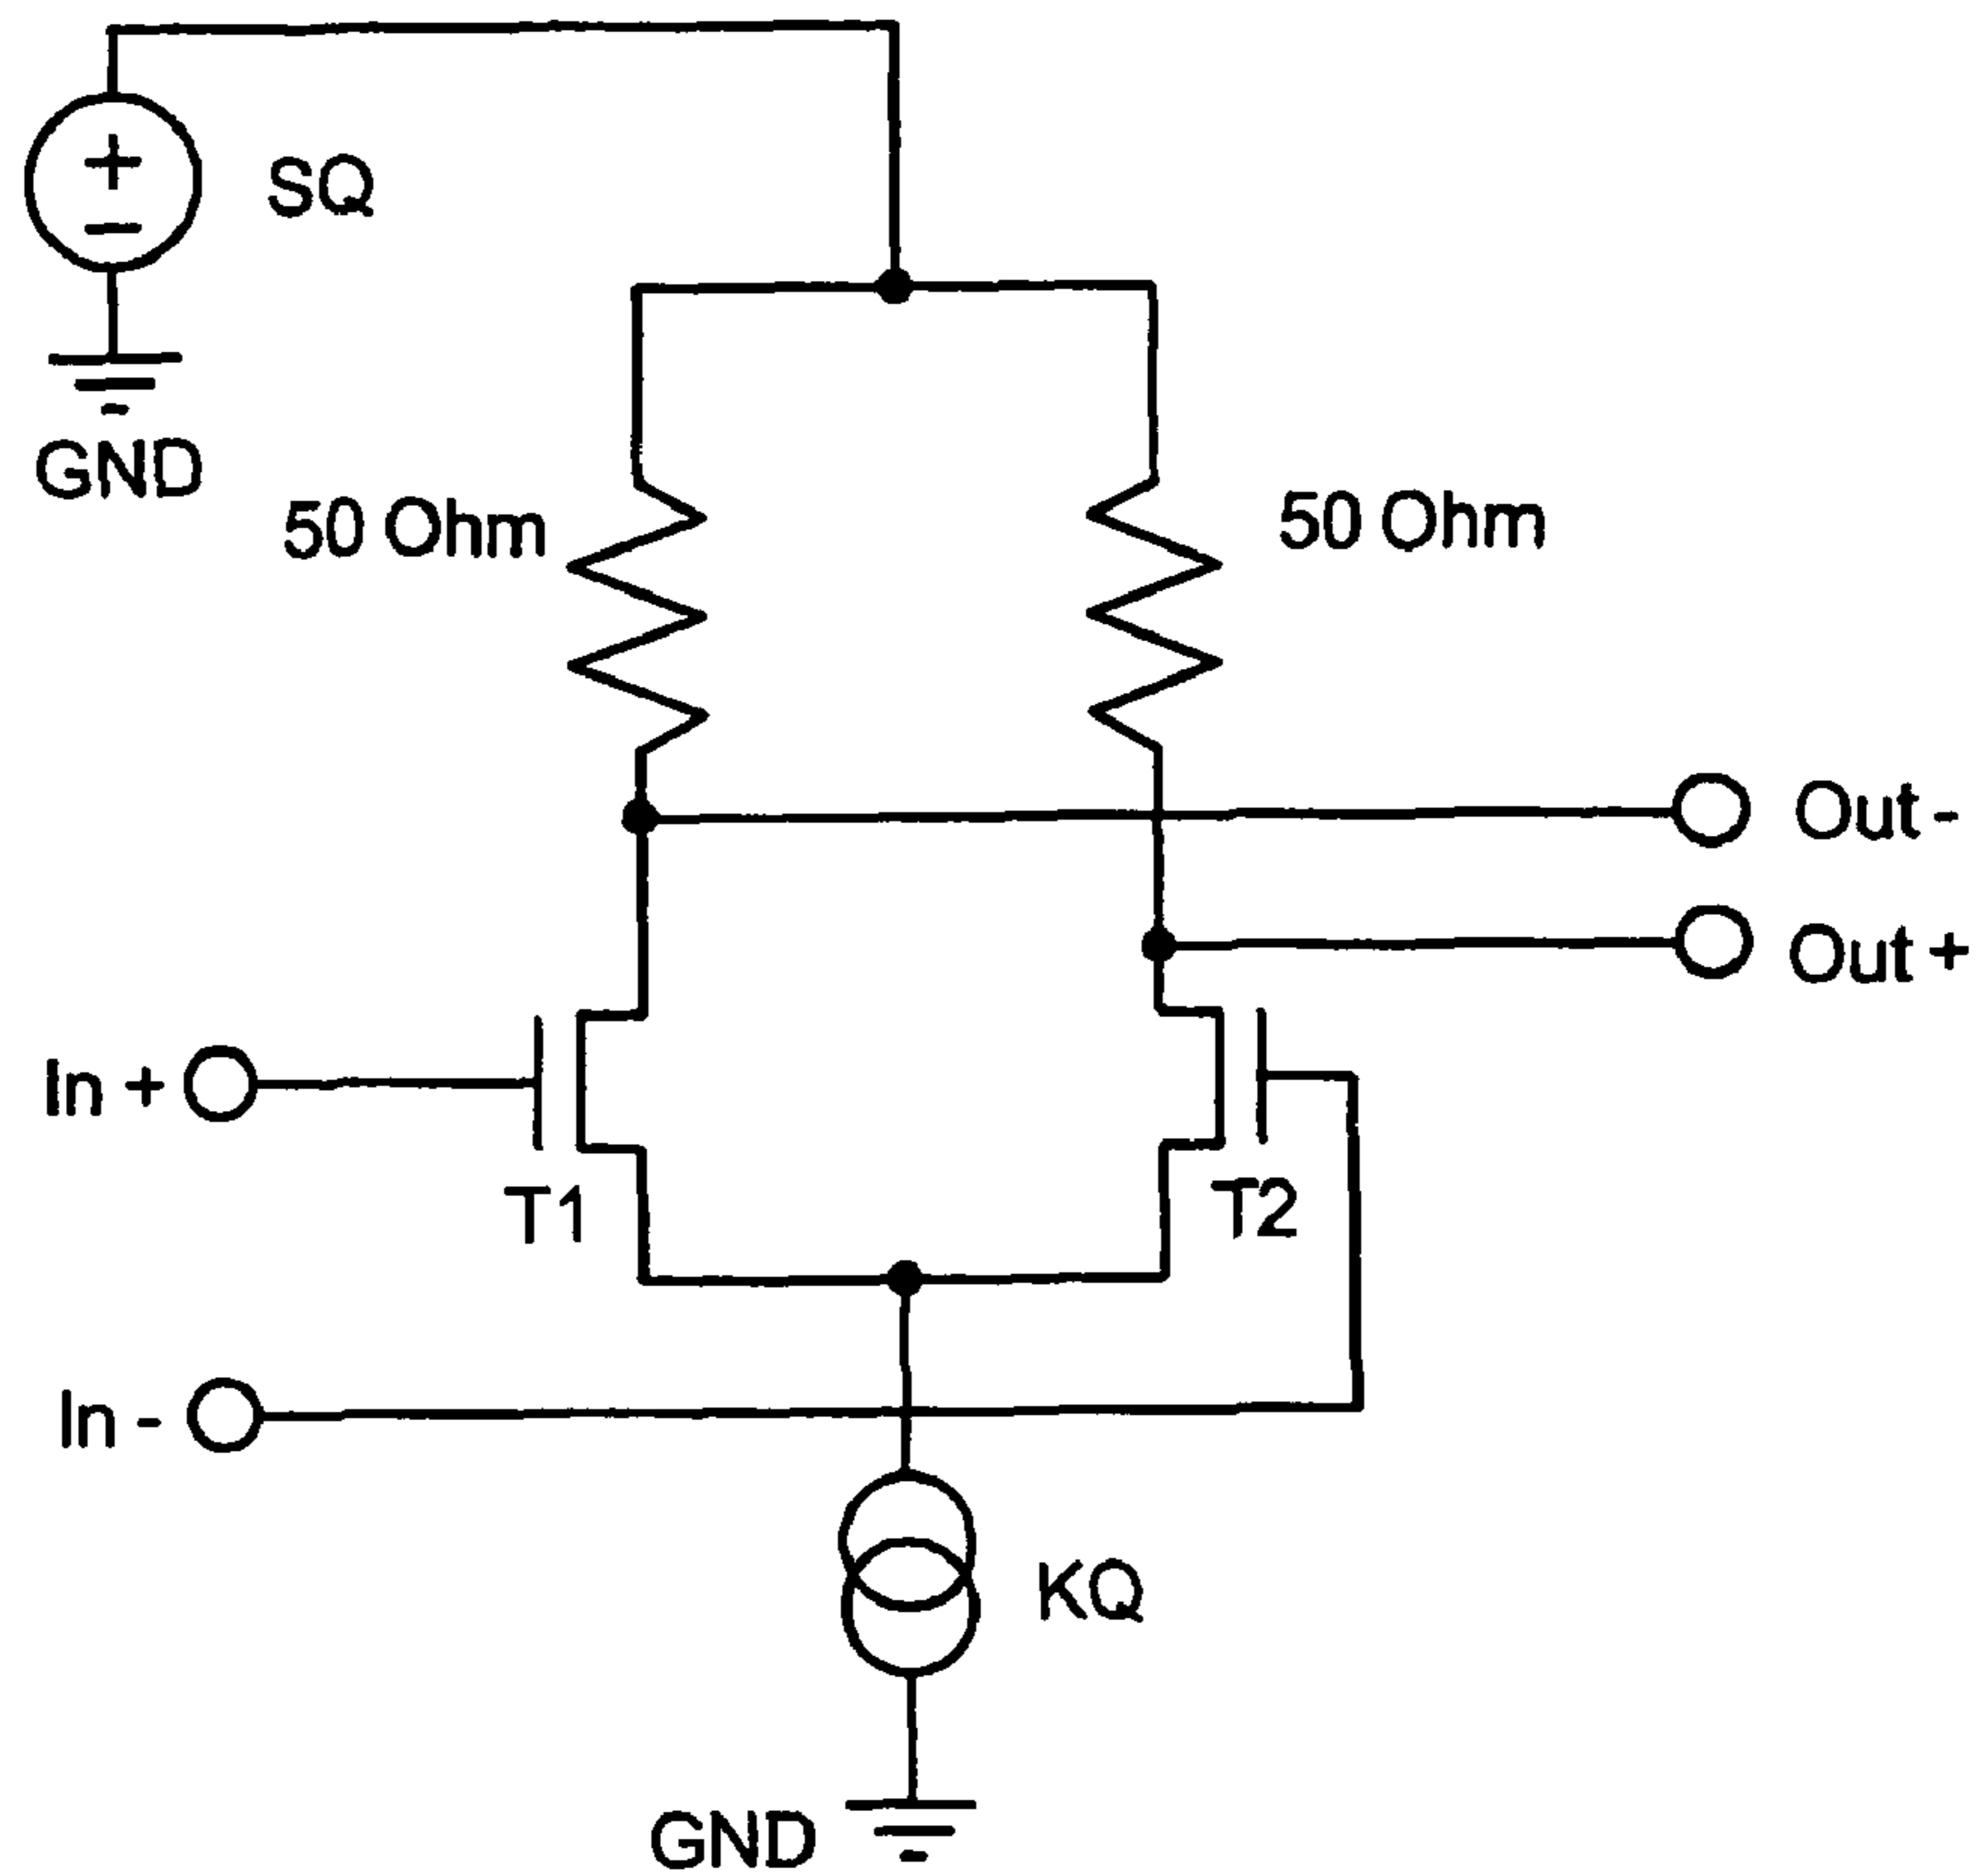 SQ
GND
50 Ohm
50 Ohm
Out -
Out +
In +
T1
T2
In -
KQ
GND